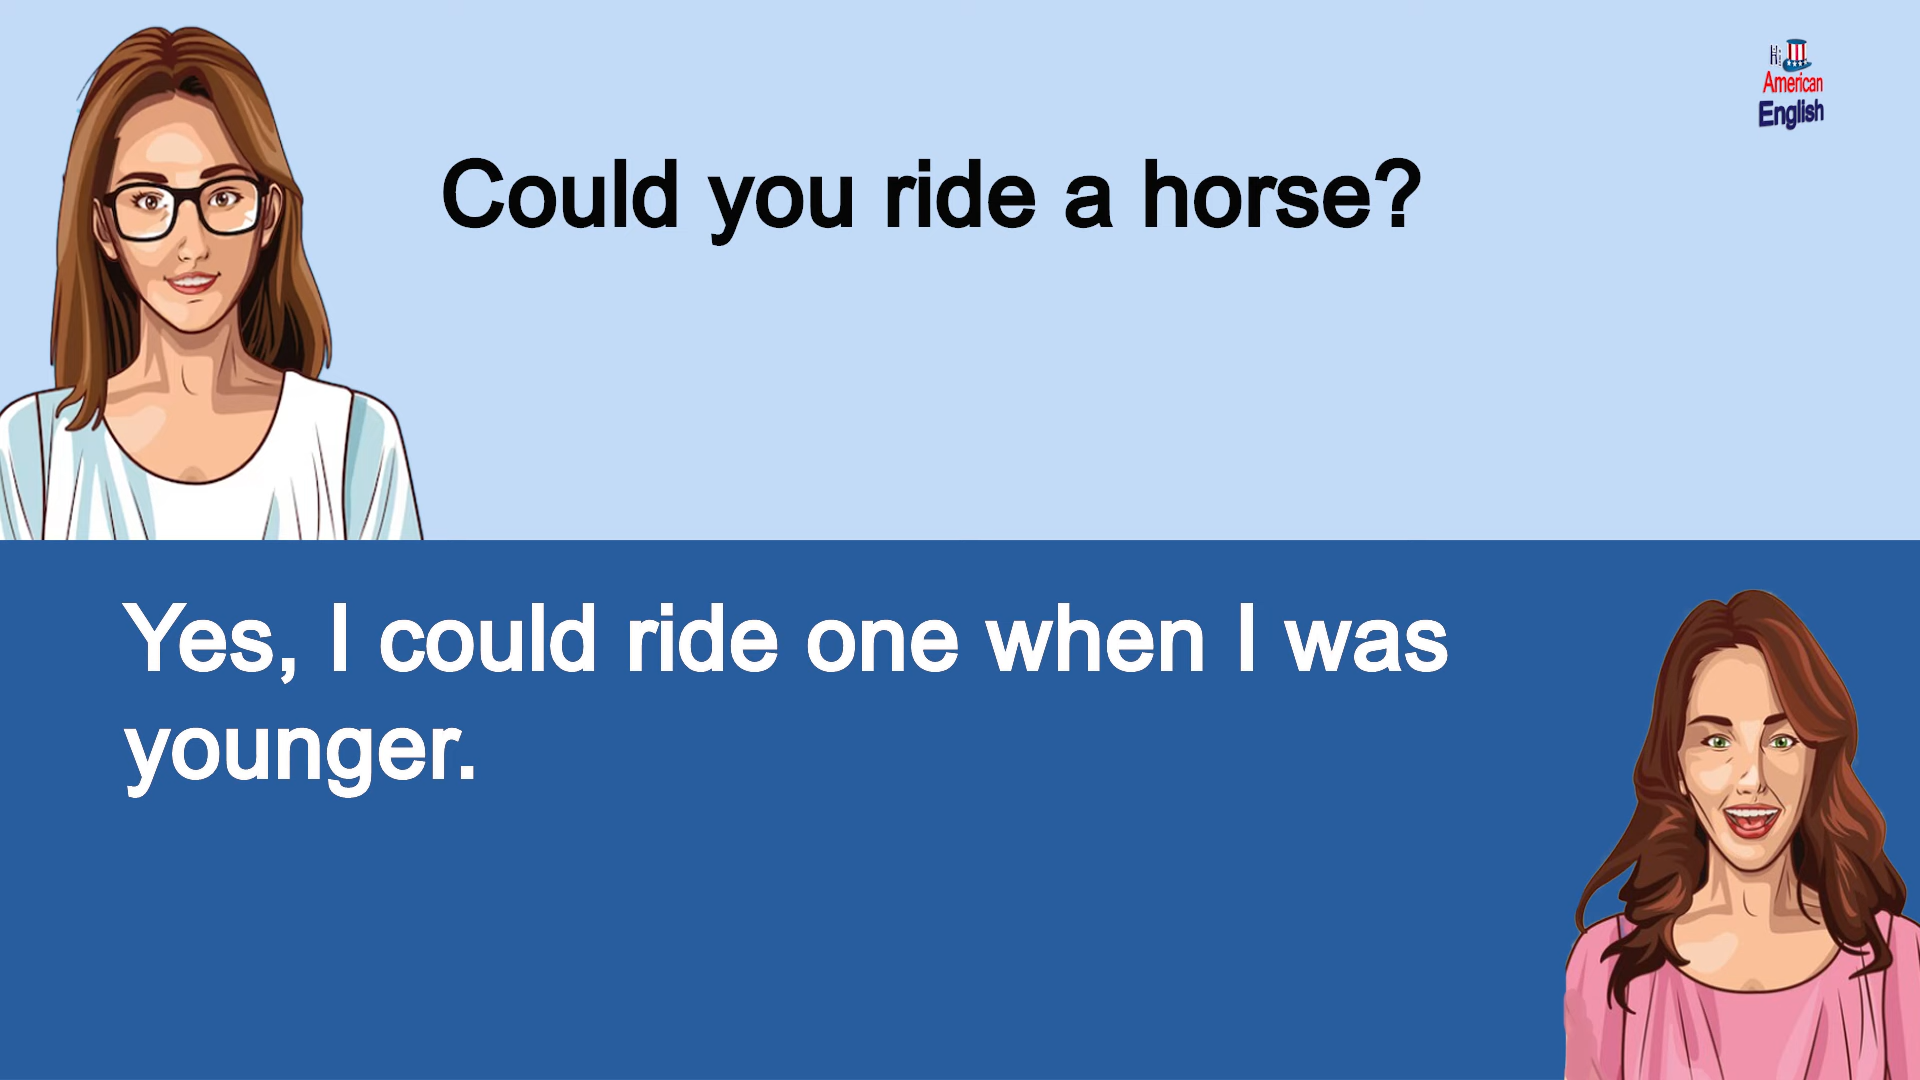 American
English
Could you ride a horse?
Yes, I could ride one when I was
younger.